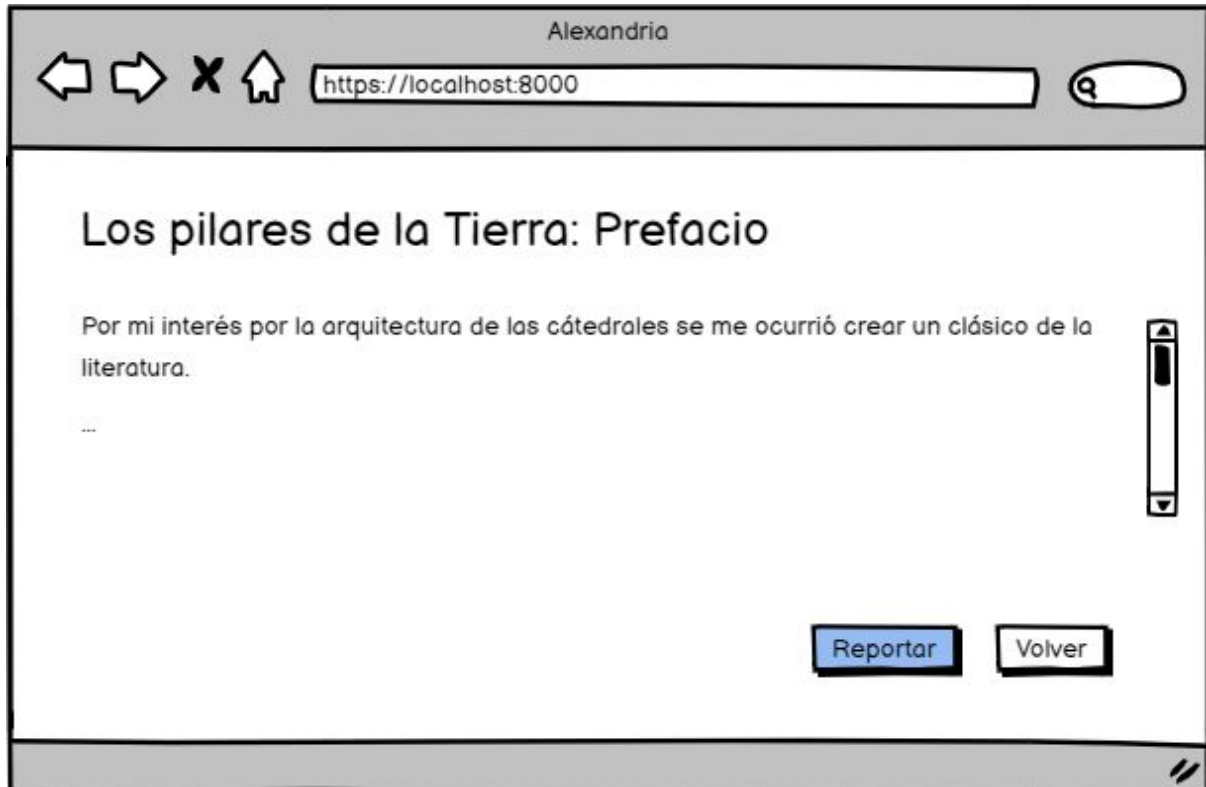 Alexandria
https://localhost:8000
Los pilares de la Tierra: Prefacio
Por mi interés por la arquitectura de las cátedrales se me ocurrió crear un clásico de la
literatura.
...
Reportar
Volver